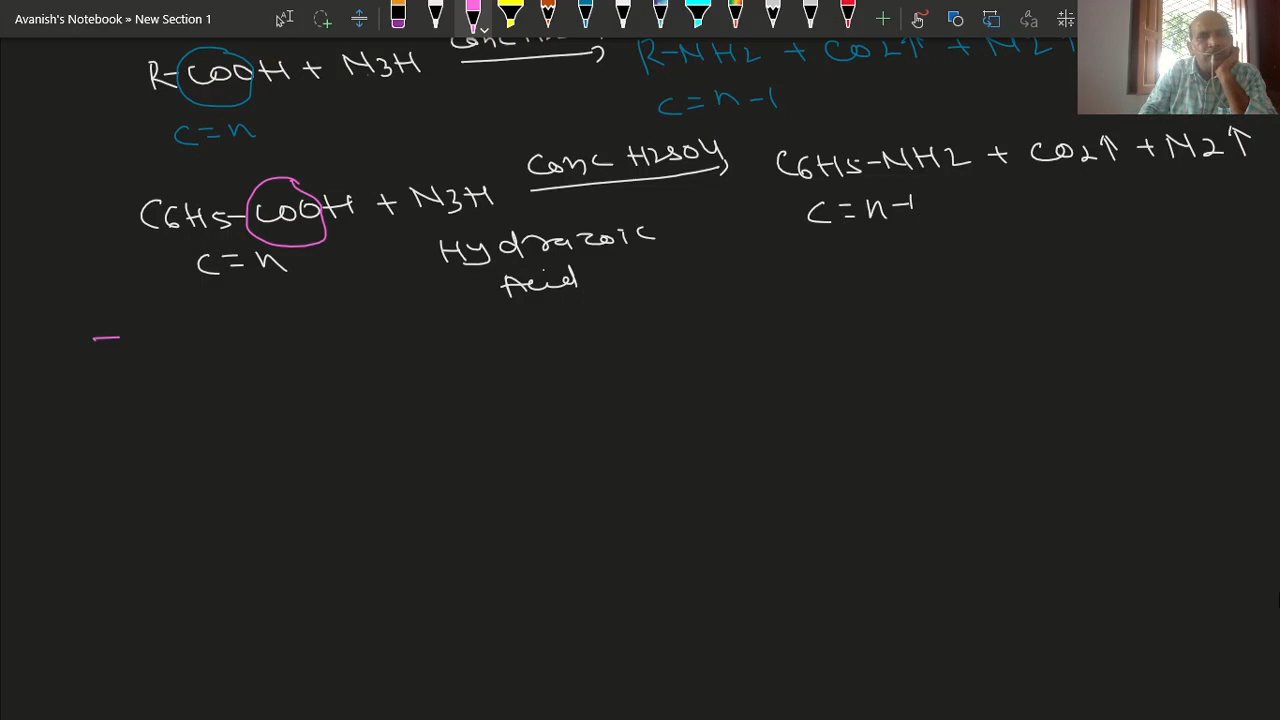 Avanish's Notebook » New Section 1
R-COOH + N3H R-NH2 + CO2↑ + N2↑
C=n C=n-1
C6H5-COOH + N3H Conc H2SO4 C6H5-NH2 + CO2↑ + N2↑
C=n Hydrazoic C=n-1
Acid